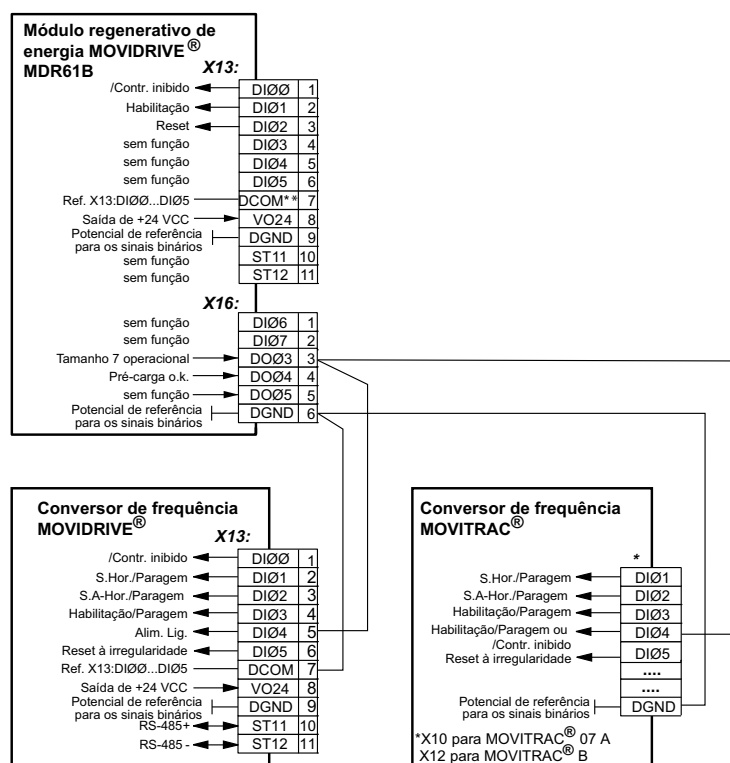 Módulo regenerativo de
energia MOVIDRIVE®
MDR61B
X13:
/Contr. inibido DIØØ 1
Habilitação DIØ1 2
Reset DIØ2 3
sem função DIØ3 4
sem função DIØ4 5
sem função DIØ5 6
Ref. X13:DIØØ...DIØ5 DCOM** 7
Saída de +24 VCC VO24 8
Potencial de referência
para os sinais binários DGND 9
sem função ST11 10
sem função ST12 11
X16:
sem função DIØ6 1
sem função DIØ7 2
Tamanho 7 operacional DOØ3 3
Pré-carga o.k. DOØ4 4
sem função DOØ5 5
Potencial de referência
para os sinais binários DGND 6
Conversor de frequência
MOVIDRIVE®
X13:
/Contr. inibido DIØØ 1
S.Hor./Paragem DIØ1 2
S.A-Hor./Paragem DIØ2 3
Habilitação/Paragem DIØ3 4
Alim. Lig. DIØ4 5
Reset à irregularidade DIØ5 6
Ref. X13:DIØØ...DIØ5 DCOM 7
Saída de +24 VCC VO24 8
Potencial de referência
para os sinais binários DGND 9
RS-485+ ST11 10
RS-485 - ST12 11
Conversor de frequência
MOVITRAC®
*
S.Hor./Paragem DIØ1
S.A-Hor./Paragem DIØ2
Habilitação/Paragem DIØ3
Habilitação/Paragem ou DIØ4
/Contr. inibido
Reset à irregularidade DIØ5
....
....
Potencial de referência
para os sinais binários DGND
*X10 para MOVITRAC® 07 A
X12 para MOVITRAC® B